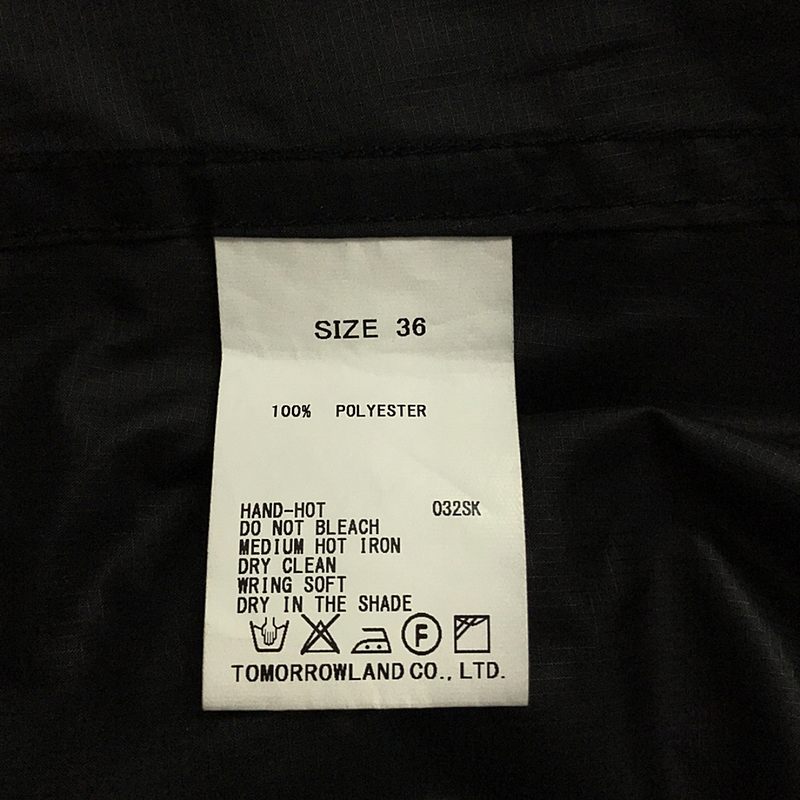 SIZE 36
100% POLYESTER
HAND-HOT 032SK
DO NOT BLEACH
MEDIUM HOT IRON
DRY CLEAN
WRING SOFT
DRY IN THE SHADE
F
TOMORROWLAND CO., LTD.